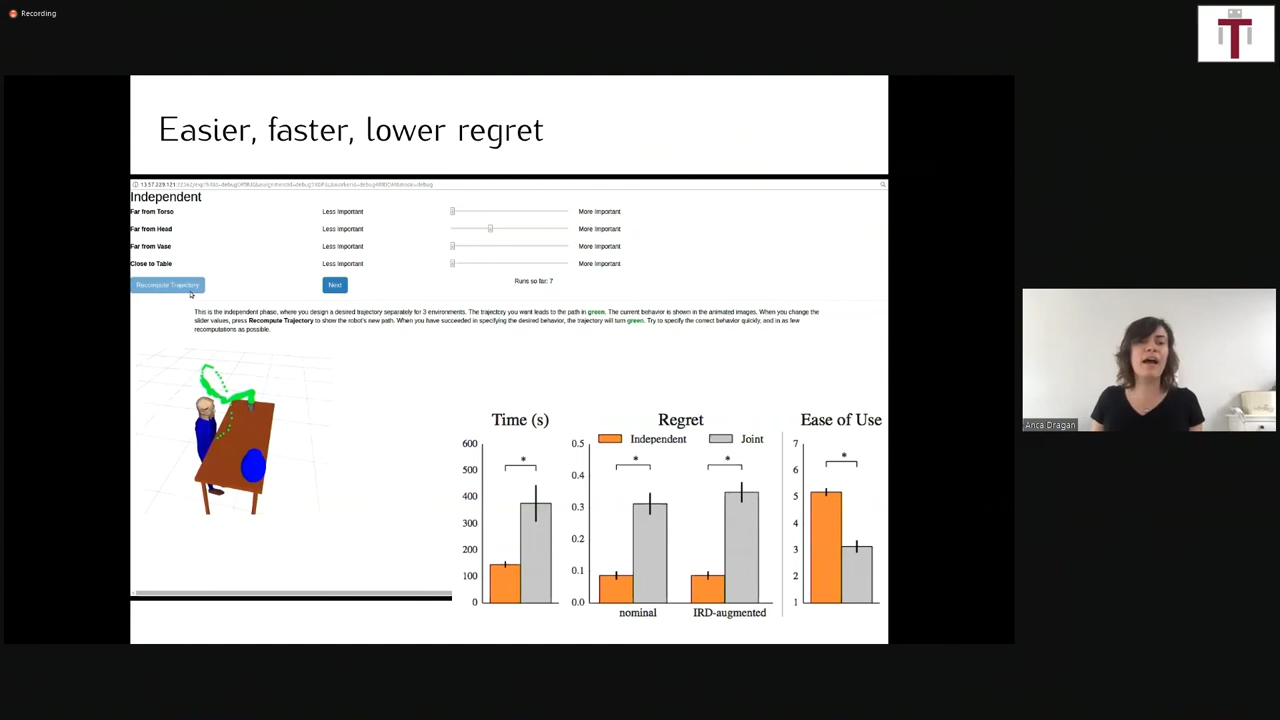 Recording
Easier, faster, lower regret
Independent
Far from Torso Less Important More Important
Far from Head Less Important More Important
Far from Vase Less Important More Important
Close to Table Less Important More Important
Recompute Trajectory Next Runs so far: 7
This is the independent phase, where you design a desired trajectory separately for 3 environments. The trajectory you want leads to the path in green. The current behavior is shown in the animated images. When you change the
slider values, press Recompute Trajectory to show the robot's new path. When you have succeeded in specifying the desired behavior, the trajectory will turn green. Try to specify the correct behavior quickly, and in as few
recomputations as possible.
Time (s) Regret Ease of Use
Independent Joint
600 0.5 7
* * * *
500 0.4 6
400 5
300 0.3 4
200 0.2 3
100 0.1 2
0 0.0 1
nominal IRD-augmented
Anca Dragan